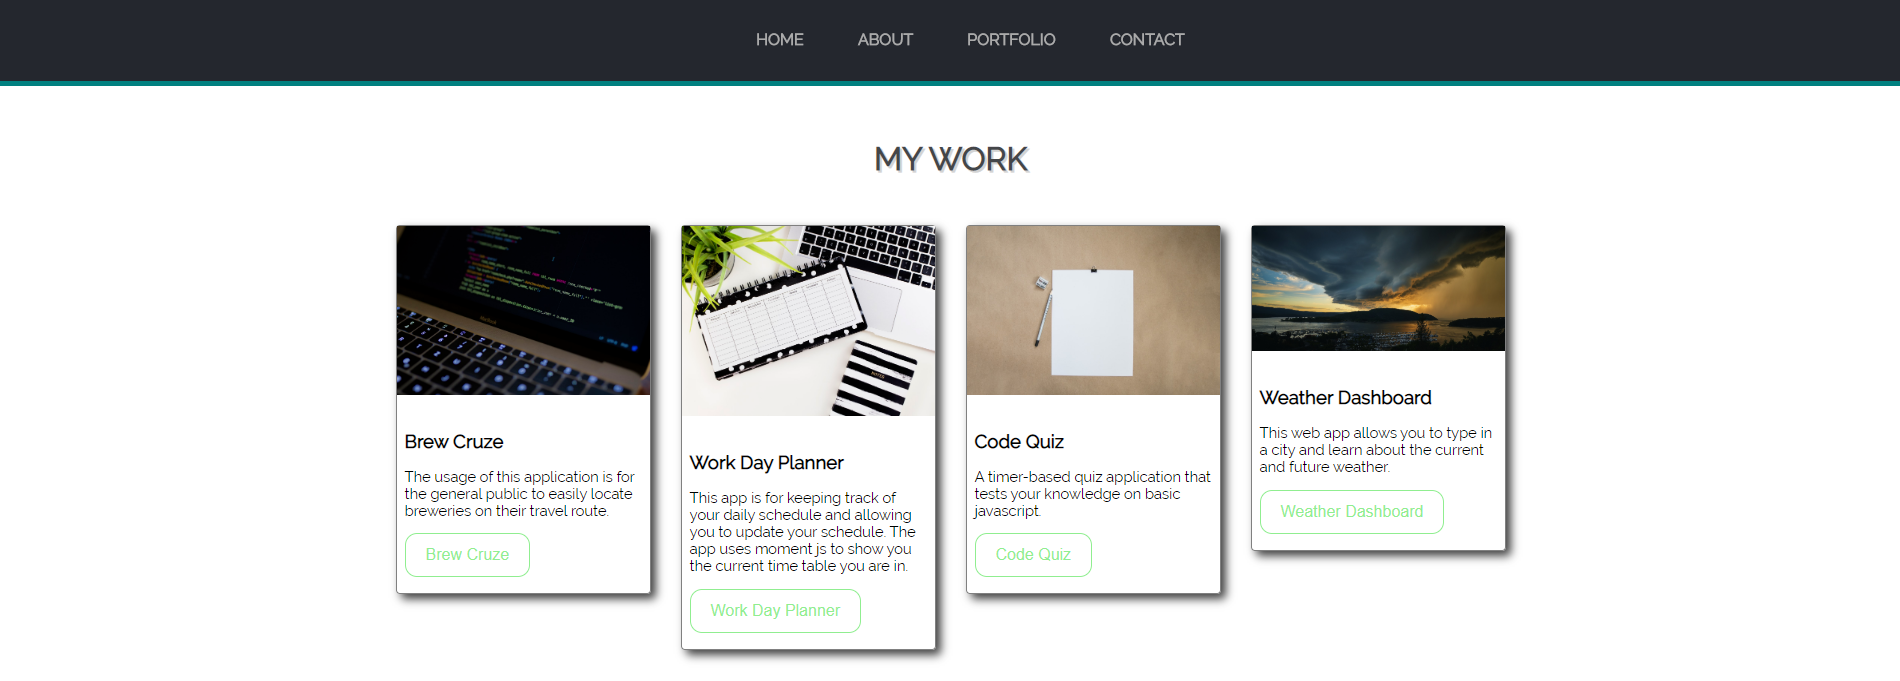 HOME ABOUT PORTFOLIO CONTACT
MY WORK
Brew Cruze
The usage of this application is for
the general public to easily locate
breweries on their travel route.
Brew Cruze
Work Day Planner
This app is for keeping track of
your daily schedule and allowing
you to update your schedule. The
app uses moment js to show you
the current time table you are in.
Work Day Planner
Code Quiz
A timer-based quiz application that
tests your knowledge on basic
javascript.
Code Quiz
Weather Dashboard
This web app allows you to type in
a city and learn about the current
and future weather.
Weather Dashboard